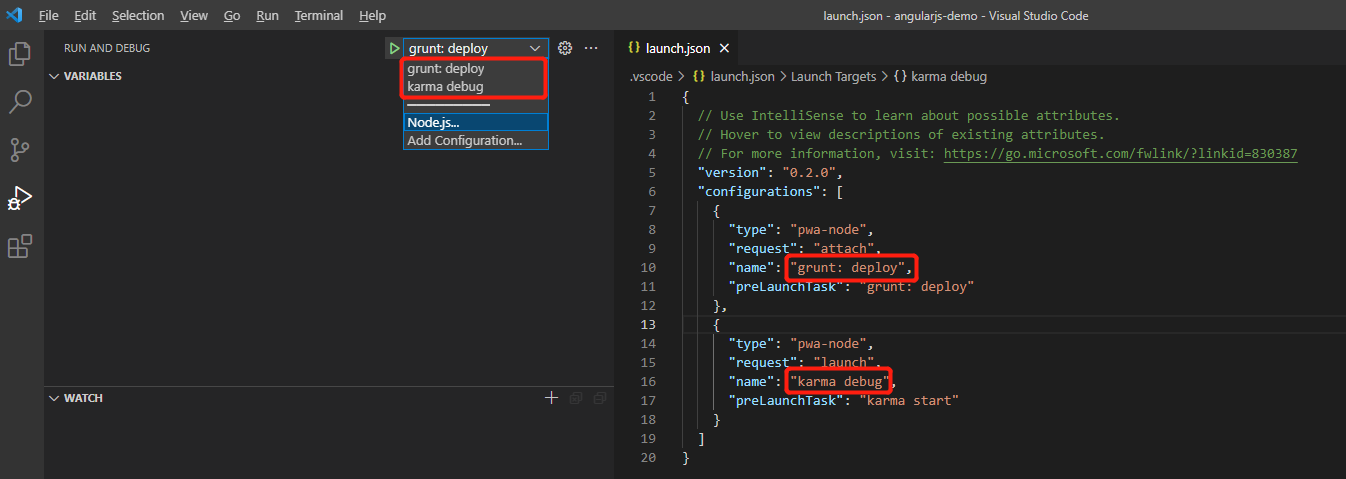 File Edit Selection View Go Run Terminal Help launch.json - angularjs-demo - Visual Studio Code
RUN AND DEBUG
grunt: deploy
grunt: deploy
karma debug
Node.js...
Add Configuration...
VARIABLES
WATCH
{} launch.json
.vscode > {} launch.json > Launch Targets > {} karma debug
1 {
2 // Use IntelliSense to learn about possible attributes.
3 // Hover to view descriptions of existing attributes.
4 // For more information, visit: https://go.microsoft.com/fwlink/?linkid=830387
5 "version": "0.2.0",
6 "configurations": [
7 {
8 "type": "pwa-node",
9 "request": "attach",
10 "name": "grunt: deploy",
11 "preLaunchTask": "grunt: deploy"
12 },
13 {
14 "type": "pwa-node",
15 "request": "launch",
16 "name": "karma debug",
17 "preLaunchTask": "karma start"
18 }
19 ]
20 }